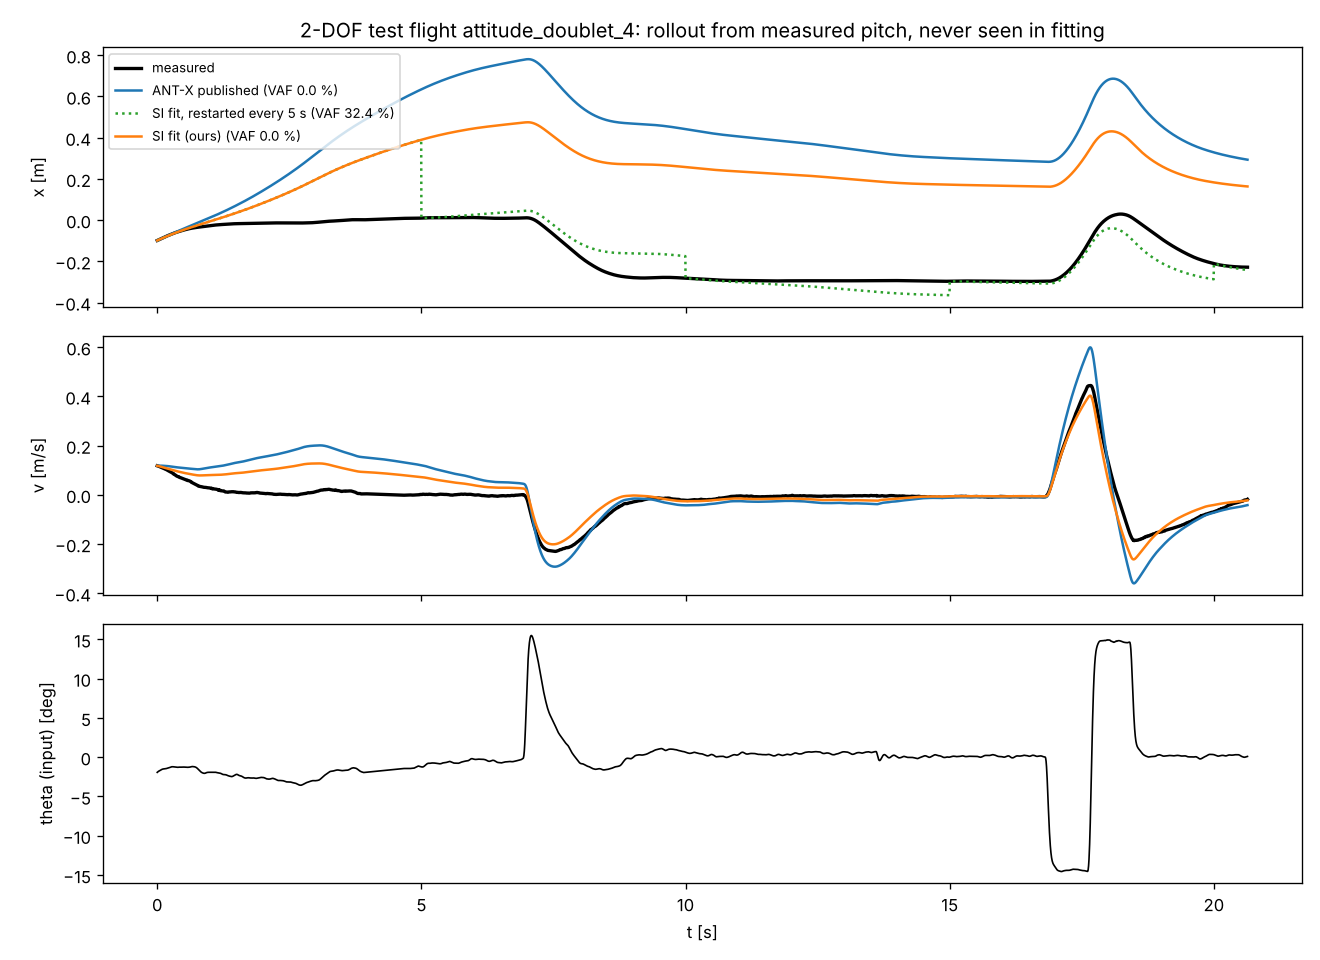 2-DOF test flight attitude_doublet_4: rollout from measured pitch, never seen in fitting
measured
ANT-X published (VAF 0.0 %)
SI fit, restarted every 5 s (VAF 32.4 %)
SI fit (ours) (VAF 0.0 %)
x [m]
0.8
0.6
0.4
0.2
0.0
−0.2
−0.4
v [m/s]
0.6
0.4
0.2
0.0
−0.2
−0.4
theta (input) [deg]
15
10
5
0
−5
−10
−15
0 5 10 15 20
t [s]